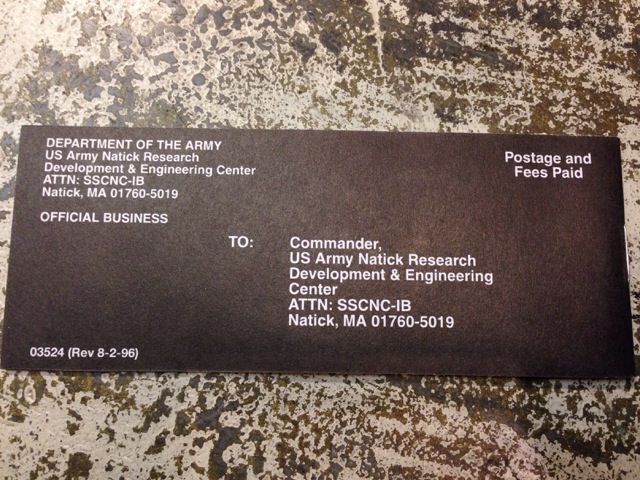 DEPARTMENT OF THE ARMY
US Army Natick Research
Development & Engineering Center
ATTN: SSCNC-IB
Natick, MA 01760-5019
OFFICIAL BUSINESS
Postage and
Fees Paid
TO:
Commander,
US Army Natick Research
Development & Engineering
Center
ATTN: SSCNC-IB
Natick, MA 01760-5019
03524 (Rev 8-2-96)